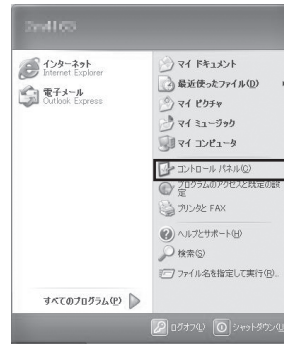 インターネット
Internet Explorer
電子メール
Outlook Express
すべてのプログラム(P)
マイ ドキュメント
最近使ったファイル(D)
マイ ピクチャ
マイ ミュージック
マイ コンピュータ
コントロール パネル(C)
プログラムのアクセスと既定の設
定
プリンタと FAX
ヘルプとサポート(H)
検索(S)
ファイル名を指定して実行(R)...
ログオフ(L)
シャットダウン(U